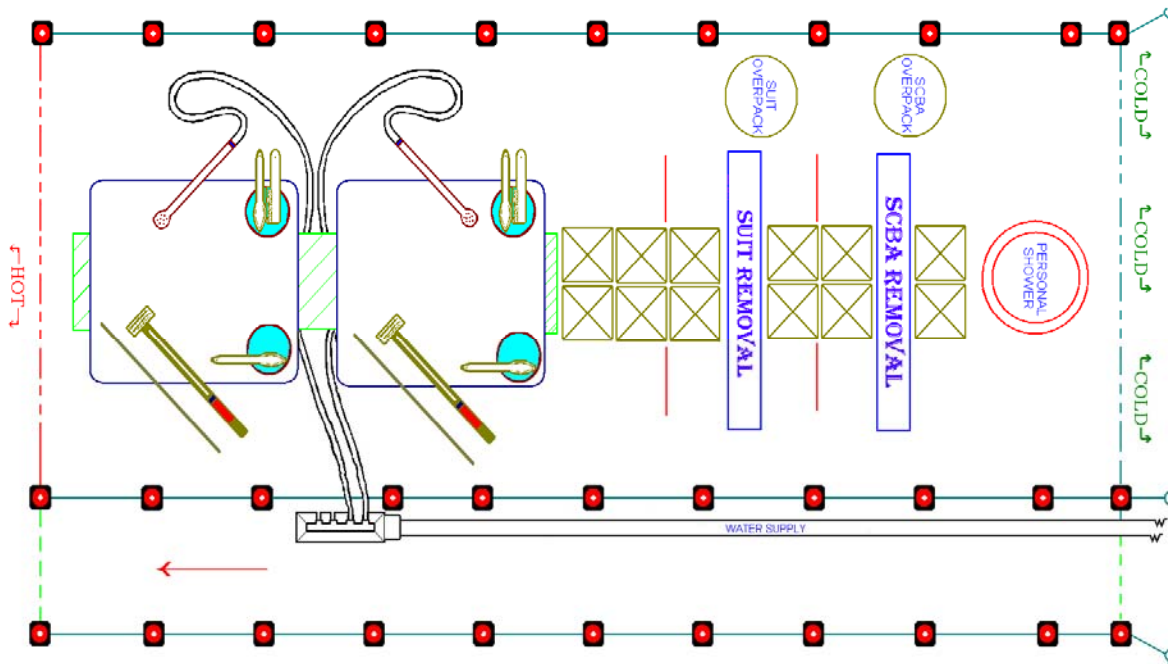 SUIT
OVERPACK
SCBA
OVERPACK
COLD
HOT
SUIT REMOVAL
SCBA REMOVAL
PERSONAL
SHOWER
COLD
COLD
WATER SUPPLY